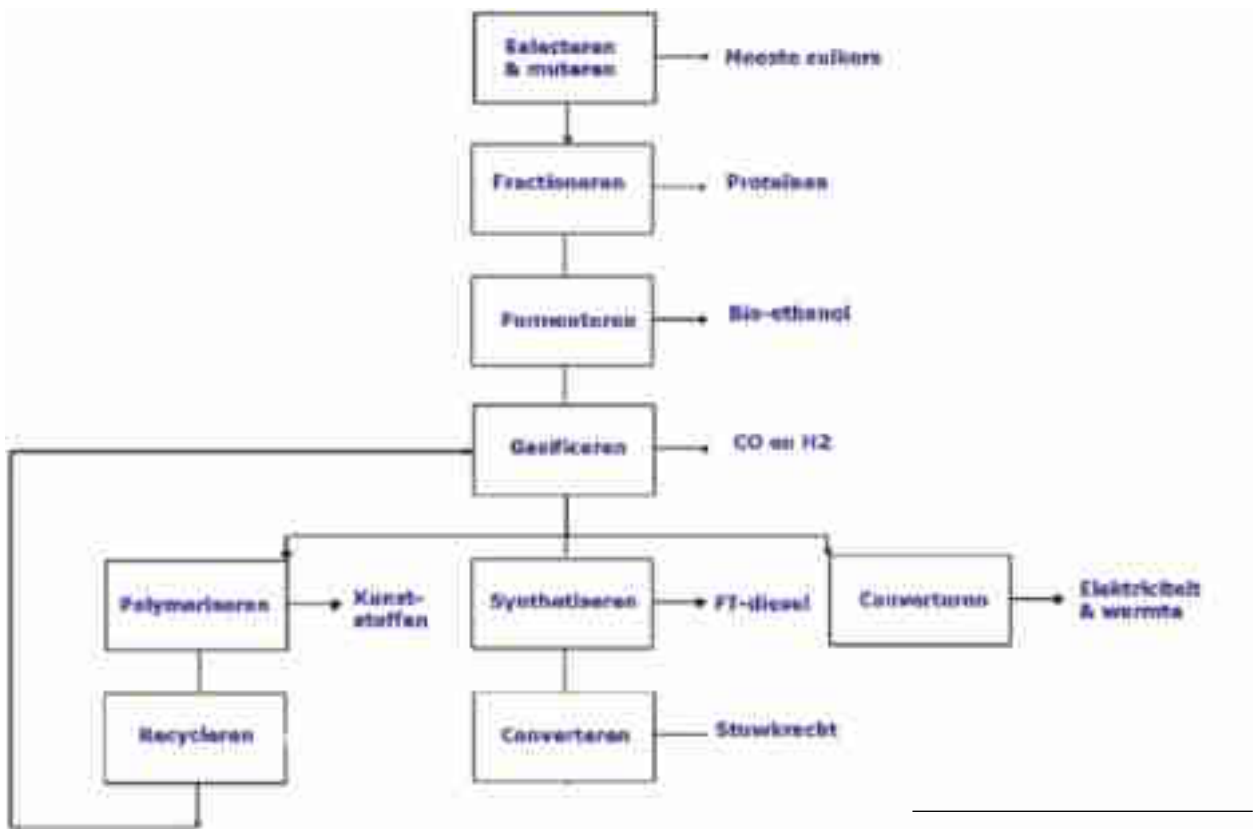 Selecteren
& muteren
Meeste suikers
Fractioneren
Proteinen
Fermenteren
Bio-ethanol
Gasificeren
CO en H2
Polymeriseren
Kunst-
stoffen
Synthetiseren
FT-diesel
Converteren
Elektriciteit
& warmte
Recycleren
Converteren
Stuwkracht